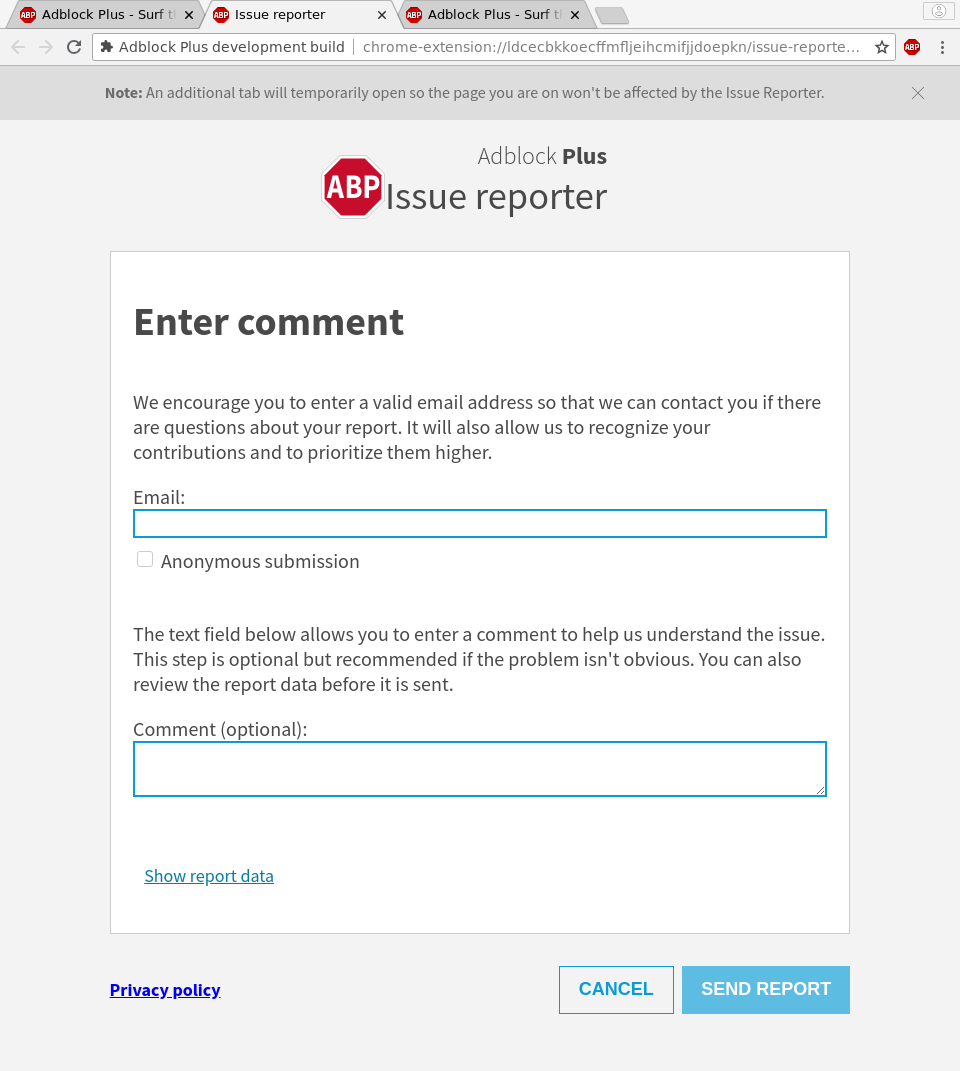 Adblock Plus - Surf t
Issue reporter
Adblock Plus - Surf t
Adblock Plus development build
chrome-extension://ldcecbkkoecffmfljeihcmifjjdoepkn/issue-reporte...
ABP
Note: An additional tab will temporarily open so the page you are on won't be affected by the Issue Reporter.
Adblock Plus
ABP
Issue reporter
Enter comment
We encourage you to enter a valid email address so that we can contact you if there
are questions about your report. It will also allow us to recognize your
contributions and to prioritize them higher.
Email:
Anonymous submission
The text field below allows you to enter a comment to help us understand the issue.
This step is optional but recommended if the problem isn't obvious. You can also
review the report data before it is sent.
Comment (optional):
Show report data
Privacy policy
CANCEL
SEND REPORT